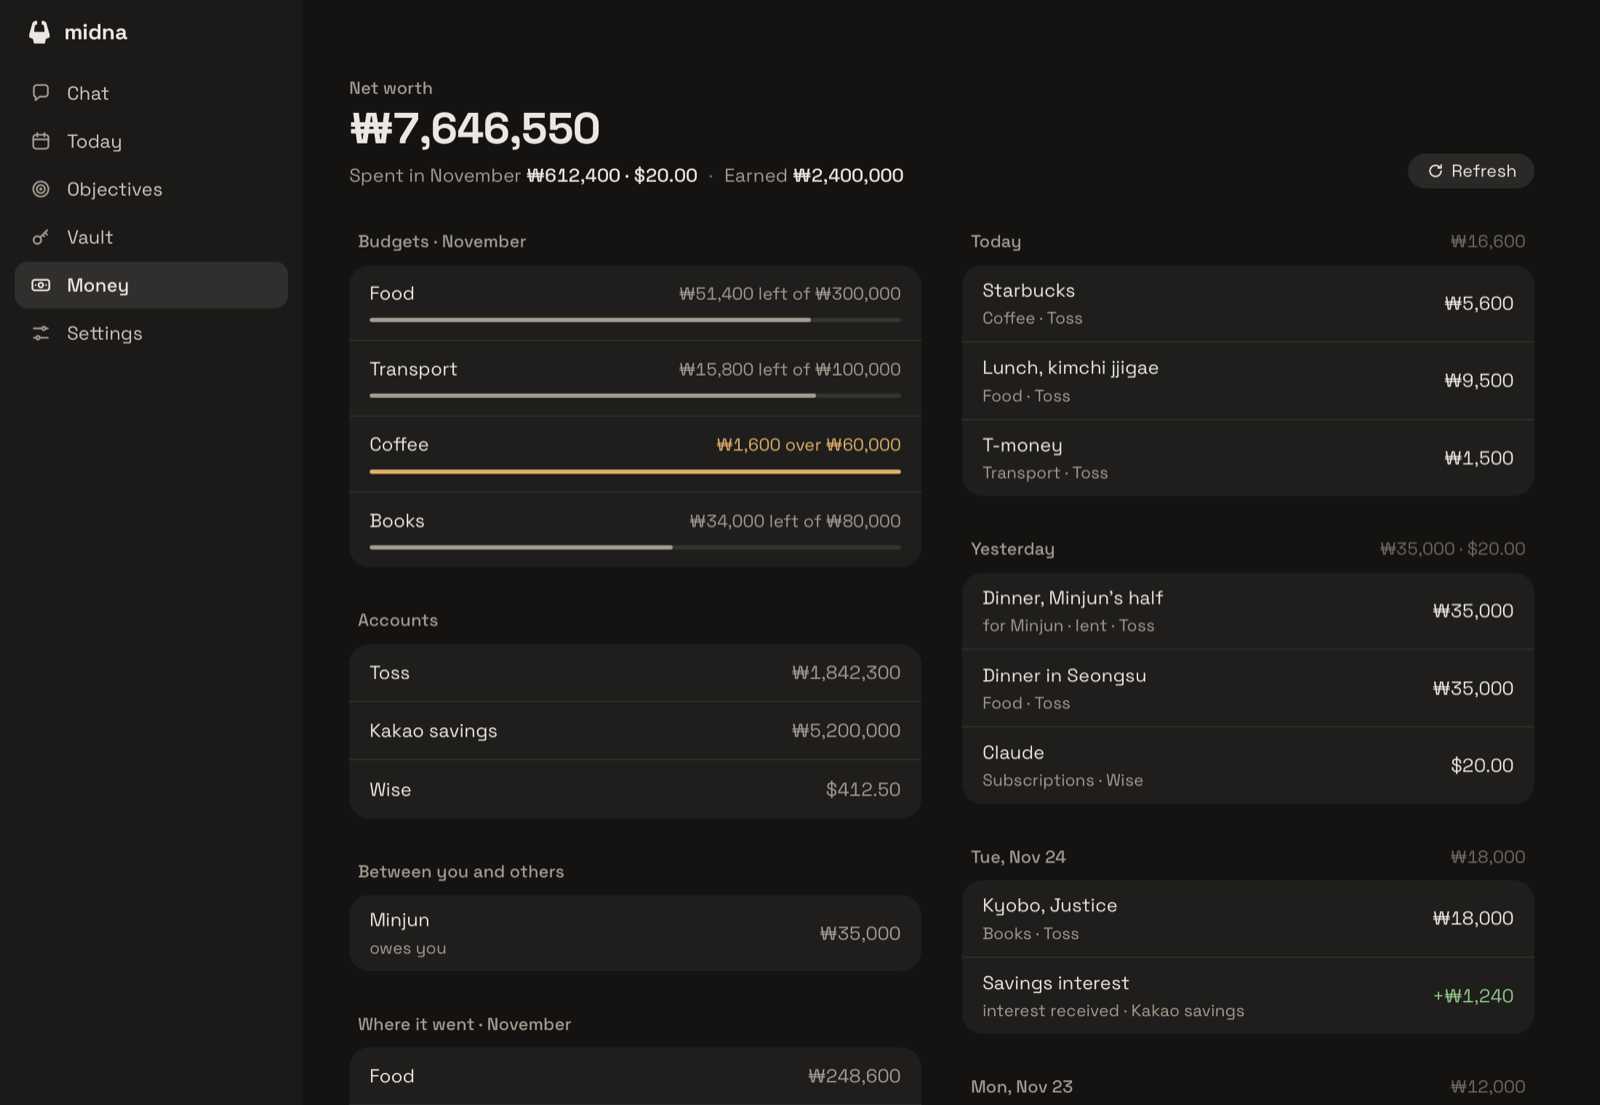 midna
Chat
Today
Objectives
Vault
Money
Settings
Net worth
₩7,646,550
Spent in November ₩612,400 · $20.00 · Earned ₩2,400,000
Refresh
Budgets · November
Food ₩51,400 left of ₩300,000
Transport ₩15,800 left of ₩100,000
Coffee ₩1,600 over ₩60,000
Books ₩34,000 left of ₩80,000
Accounts
Toss ₩1,842,300
Kakao savings ₩5,200,000
Wise $412.50
Between you and others
Minjun ₩35,000
owes you
Where it went · November
Food ₩248,600
Today ₩16,600
Starbucks ₩5,600
Coffee · Toss
Lunch, kimchi jjigae ₩9,500
Food · Toss
T-money ₩1,500
Transport · Toss
Yesterday ₩35,000 · $20.00
Dinner, Minjun’s half ₩35,000
for Minjun · lent · Toss
Dinner in Seongsu ₩35,000
Food · Toss
Claude $20.00
Subscriptions · Wise
Tue, Nov 24 ₩18,000
Kyobo, Justice ₩18,000
Books · Toss
Savings interest +₩1,240
interest received · Kakao savings
Mon, Nov 23 ₩12,000